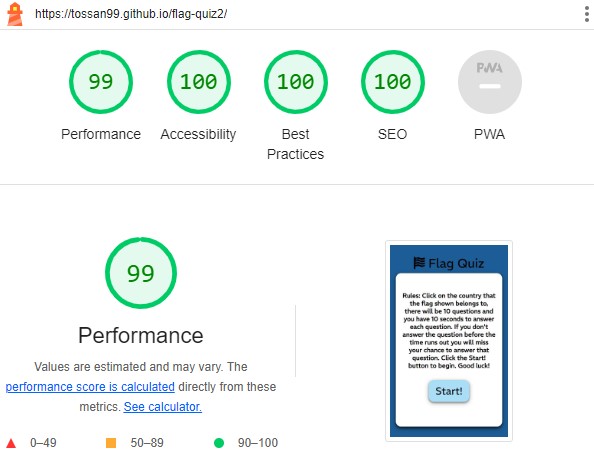 https://tossan99.github.io/flag-quiz2/
99
100
100
100
PWA
Performance
Accessibility
Best
Practices
SEO
PWA
99
Performance
Values are estimated and may vary. The
performance score is calculated directly from these
metrics. See calculator.
0–49
50–89
90–100
Flag Quiz
Rules: Click on the country that
the flag shown belongs to,
there will be 10 questions and
you have 10 seconds to answer
each question. If you don't
answer the question before the
time runs out you will miss
your chance to answer that
question. Click the Start!
button to begin. Good luck!
Start!